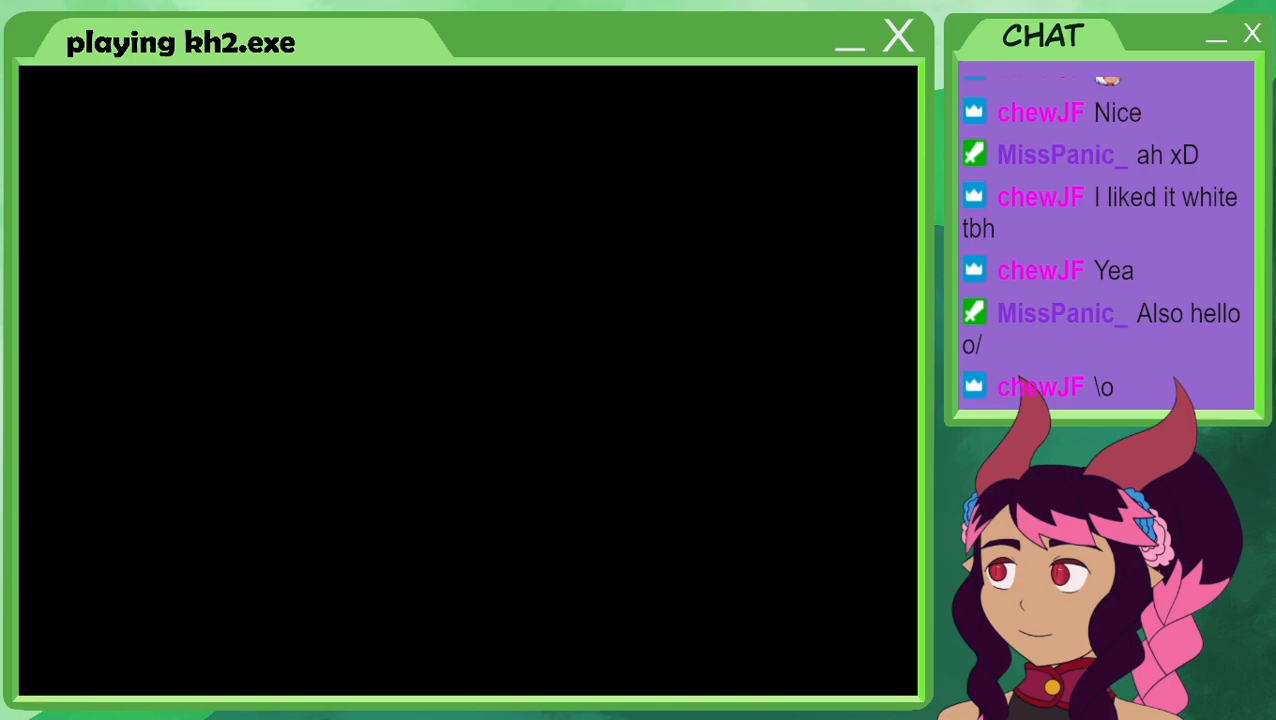 playing kh2.exe
CHAT
chewJF Nice
MissPanic_ ah xD
chewJF I liked it white
tbh
chewJF Yea
MissPanic_ Also hello
o/
chewJF \o